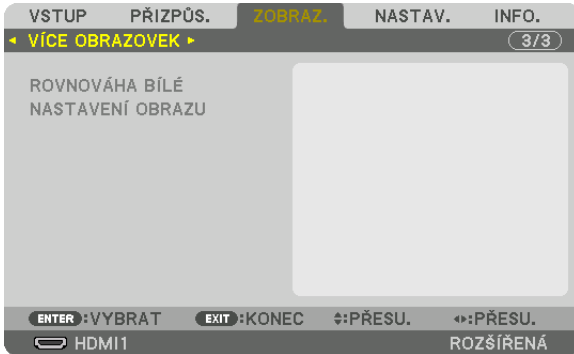 VSTUP PŘIZPŮS. ZOBRAZ. NASTAV. INFO.
VÍCE OBRAZOVEK 3/3
ROVNOVÁHA BÍLÉ
NASTAVENÍ OBRAZU
ENTER:VYBRAT EXIT:KONEC :PŘESU. :PŘESU.
HDMI1 ROZŠÍŘENÁ